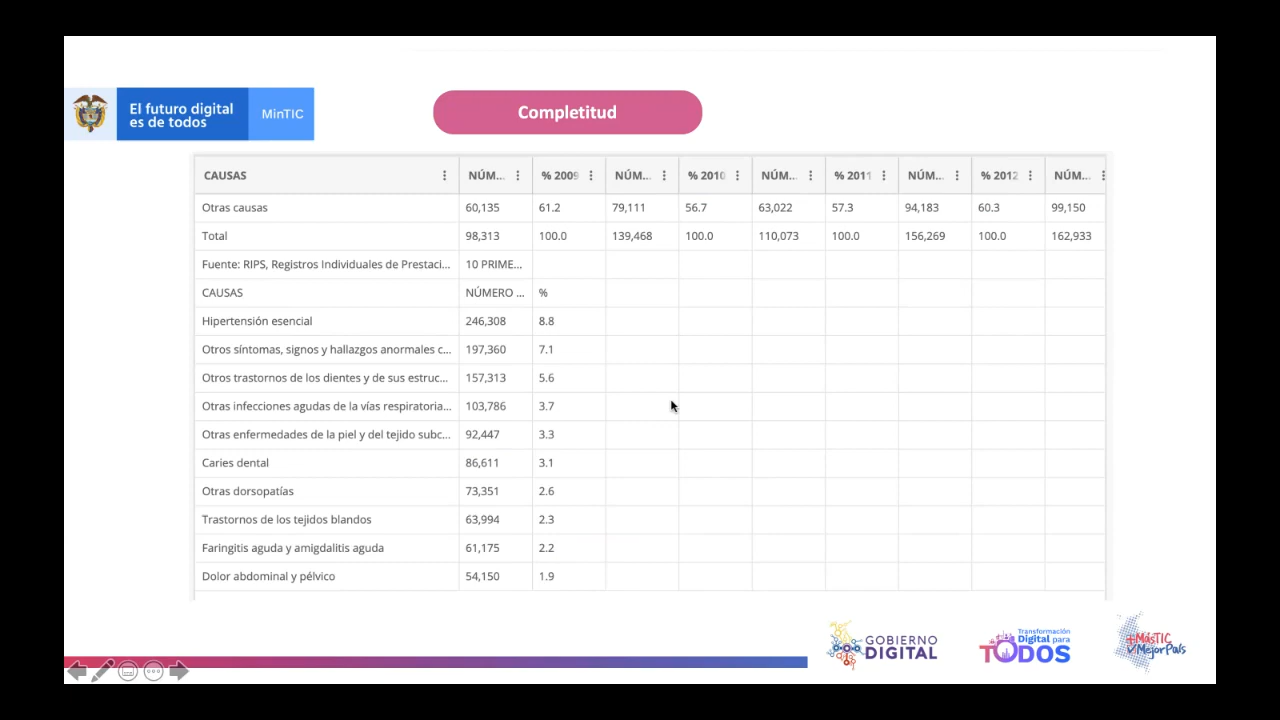 El futuro digital
es de todos
MinTIC
Completitud
CAUSAS NÚM... % 2009 NÚM... % 2010 NÚM... % 2011 NÚM... % 2012 NÚM...
Otras causas 60,135 61.2 79,111 56.7 63,022 57.3 94,183 60.3 99,150
Total 98,313 100.0 139,468 100.0 110,073 100.0 156,269 100.0 162,933
Fuente: RIPS, Registros Individuales de Prestaci... 10 PRIME...
CAUSAS NÚMERO ... %
Hipertensión esencial 246,308 8.8
Otros síntomas, signos y hallazgos anormales c... 197,360 7.1
Otros trastornos de los dientes y de sus estruc... 157,313 5.6
Otras infecciones agudas de la vías respiratoria... 103,786 3.7
Otras enfermedades de la piel y del tejido subc... 92,447 3.3
Caries dental 86,611 3.1
Otras dorsopatías 73,351 2.6
Trastornos de los tejidos blandos 63,994 2.3
Faringitis aguda y amigdalitis aguda 61,175 2.2
Dolor abdominal y pélvico 54,150 1.9
GOBIERNO
DIGITAL
Transformación
Digital para
TODOS
+MásTIC
MejorPaís